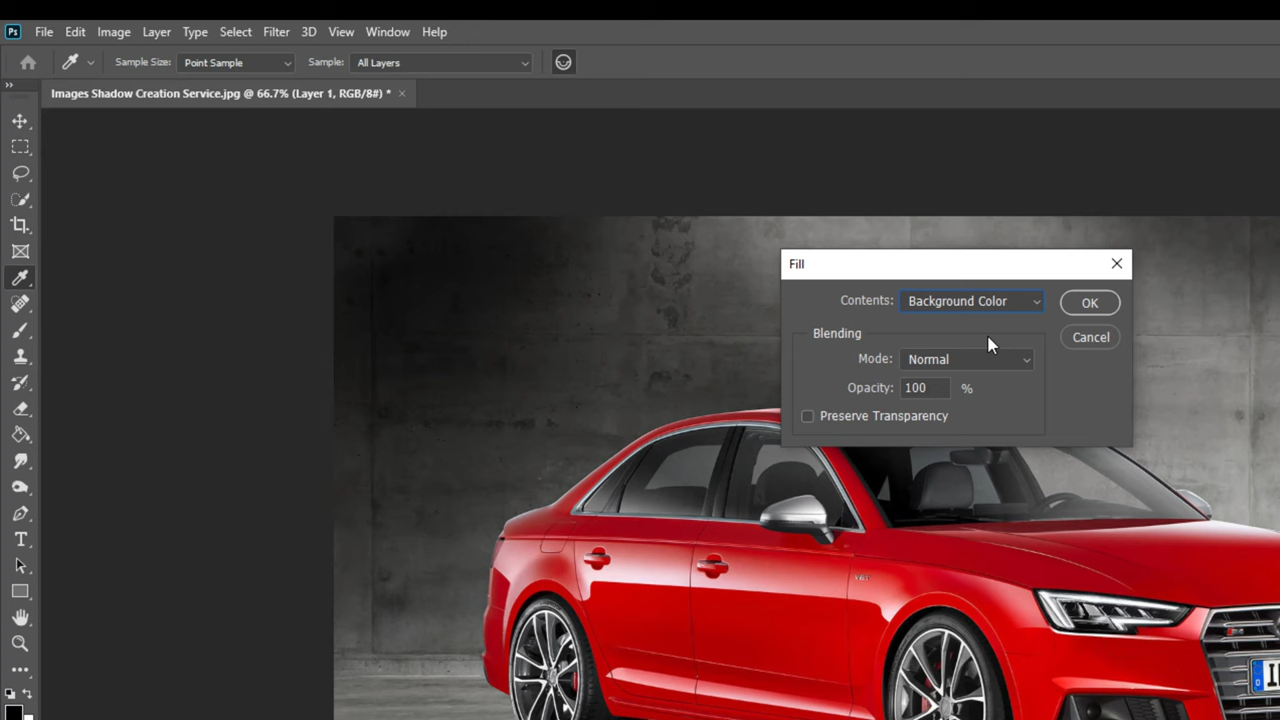 Ps File Edit Image Layer Type Select Filter 3D View Window Help
Sample Size: Point Sample Sample: All Layers
Images Shadow Creation Service.jpg @ 66.7% (Layer 1, RGB/8#) * ×
Fill
Contents: Background Color OK
Blending Cancel
Mode: Normal
Opacity: 100 %
Preserve Transparency
T